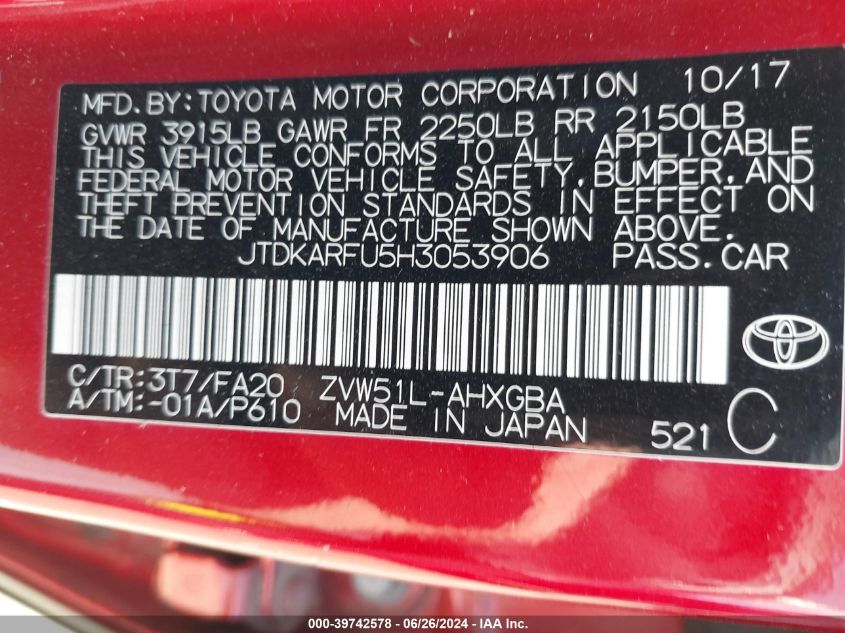 MFD. BY: TOYOTA MOTOR CORPORATION 10/17
GVWR 3915LB GAWR FR 2250LB RR 2150LB
THIS VEHICLE CONFORMS TO ALL APPLICABLE
FEDERAL MOTOR VEHICLE SAFETY, BUMPER, AND
THEFT PREVENTION STANDARDS IN EFFECT ON
THE DATE OF MANUFACTURE SHOWN ABOVE.
JTDKARFU5H3053906 PASS. CAR
C/TR: 3T7/FA20 ZVW51L-AHXGBA
A/TM: -01A/P610 MADE IN JAPAN 521 C
000-39742578 - 06/26/2024 - IAA Inc.